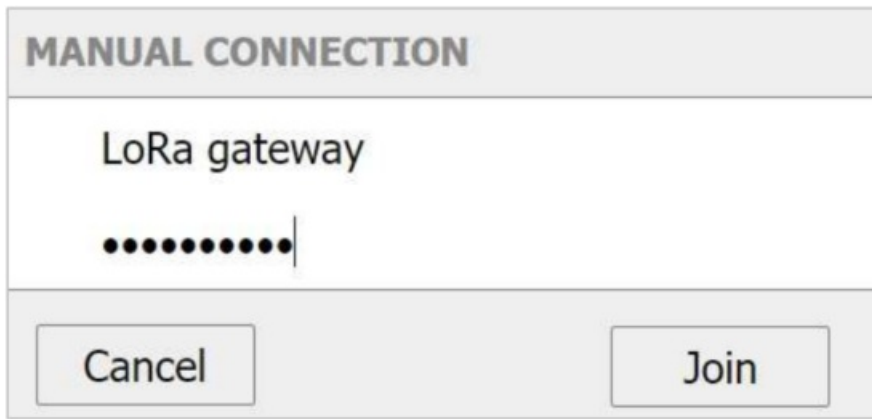 MANUAL CONNECTION
LoRa gateway
••••••••••
Cancel
Join